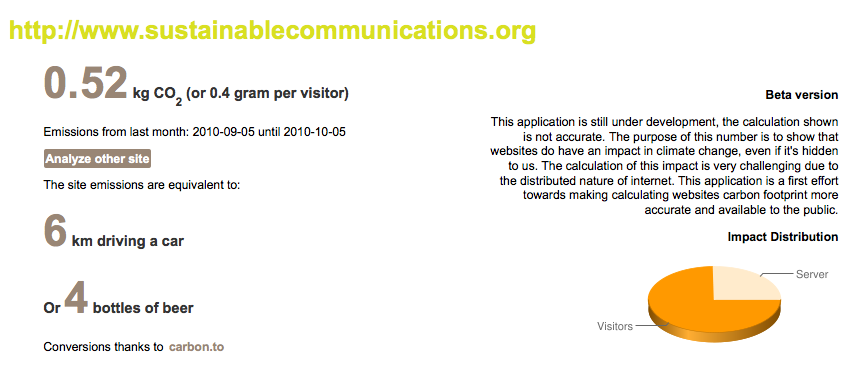 http://www.sustainablecommunications.org
0.52 kg CO2 (or 0.4 gram per visitor)
Emissions from last month: 2010-09-05 until 2010-10-05
Analyze other site
The site emissions are equivalent to:
6 km driving a car
Or 4 bottles of beer
Conversions thanks to carbon.to
Beta version
This application is still under development, the calculation shown
is not accurate. The purpose of this number is to show that
websites do have an impact in climate change, even if it's hidden
to us. The calculation of this impact is very challenging due to
the distributed nature of internet. This application is a first effort
towards making calculating websites carbon footprint more
accurate and available to the public.
Impact Distribution
Server
Visitors